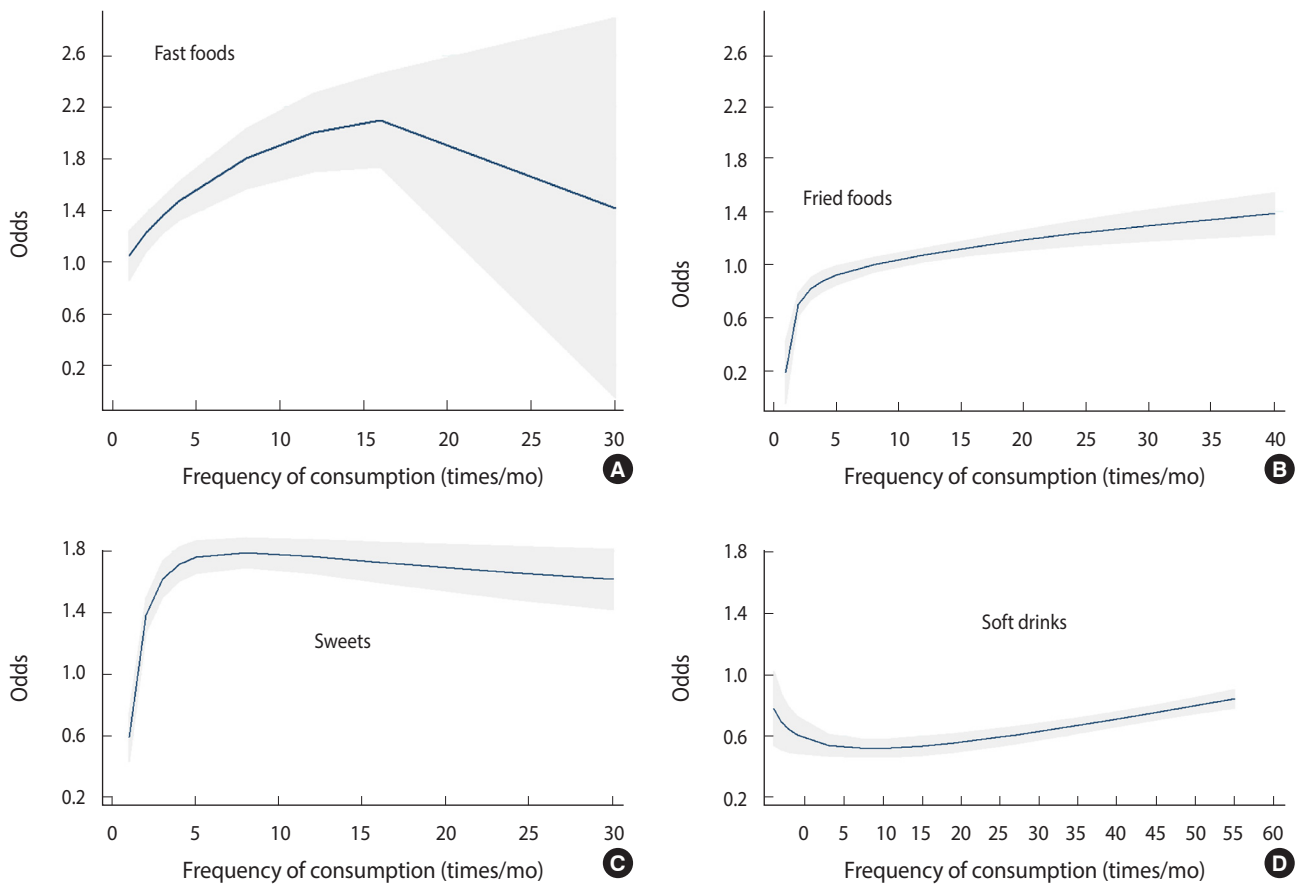 Fast foods
Odds
2.6
2.2
1.8
1.4
1.0
0.6
0.2
0 5 10 15 20 25 30
Frequency of consumption (times/mo)
A
Fried foods
Odds
2.6
2.2
1.8
1.4
1.0
0.6
0.2
0 5 10 15 20 25 30 35 40
Frequency of consumption (times/mo)
B
Sweets
Odds
1.8
1.4
1.0
0.6
0.2
0 5 10 15 20 25 30
Frequency of consumption (times/mo)
C
Soft drinks
Odds
1.8
1.4
1.0
0.6
0.2
0 5 10 15 20 25 30 35 40 45 50 55 60
Frequency of consumption (times/mo)
D